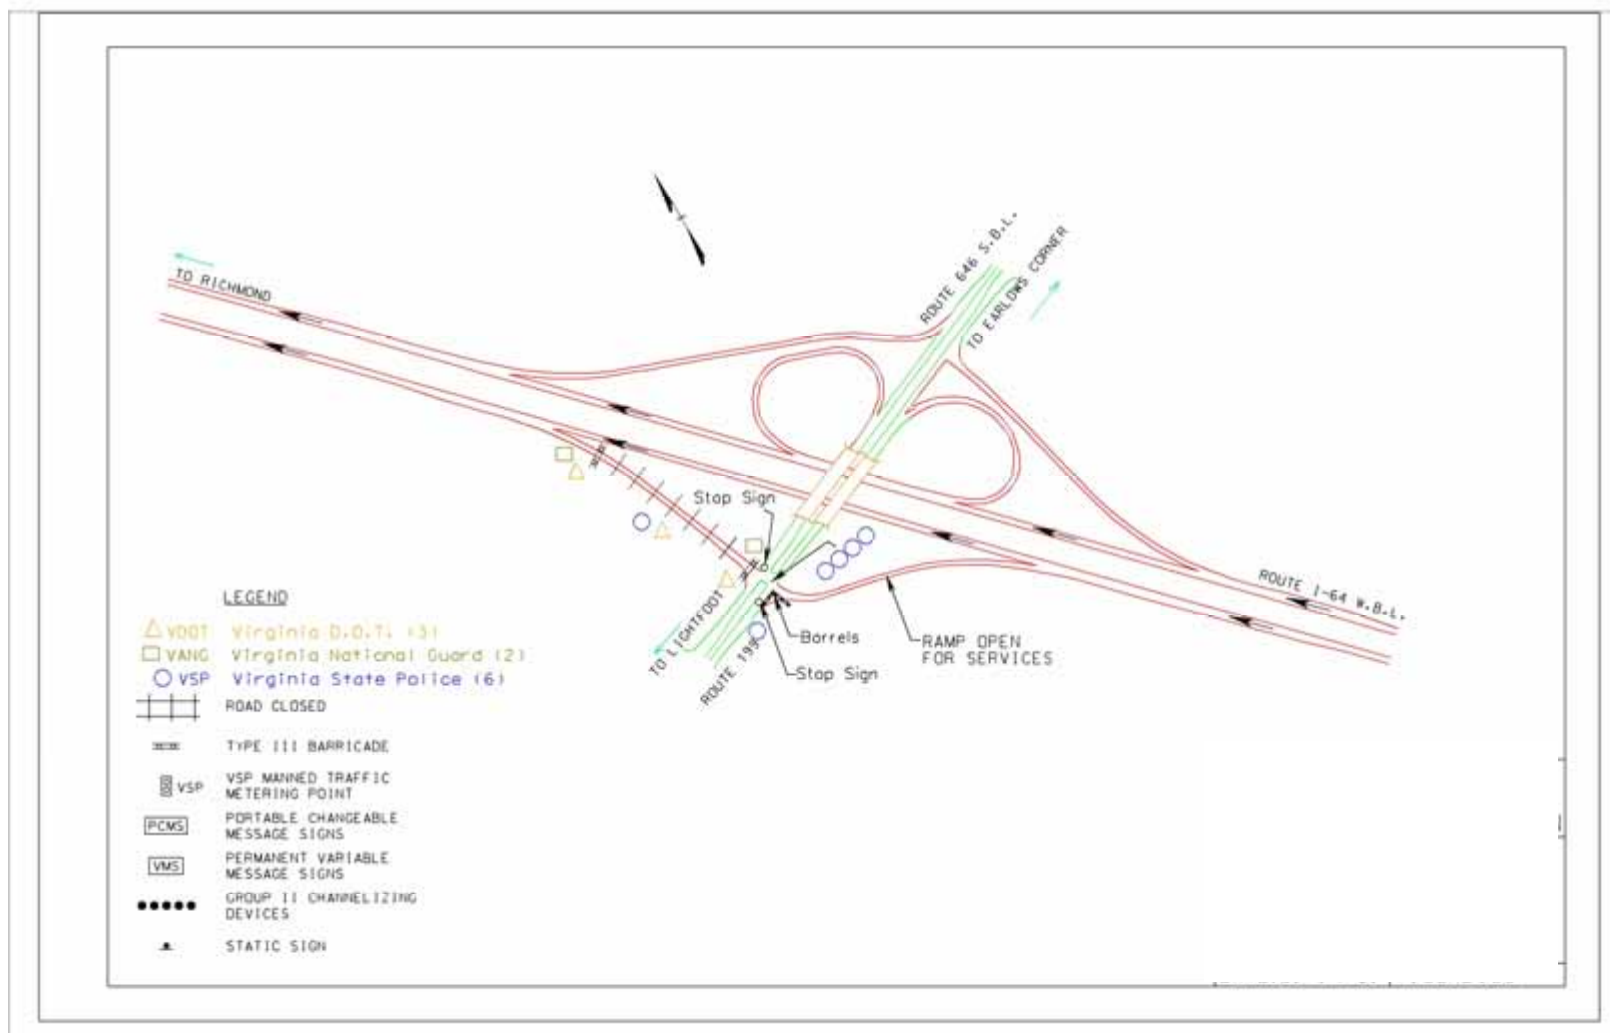 TO RICHMOND
ROUTE 646 S.B.L.
TO EARLOWS CORNER
Stop Sign
ROUTE I-64 W.B.L.
TO LIGHTFOOT
ROUTE 199
Barrels
Stop Sign
RAMP OPEN
FOR SERVICES
LEGEND
VDOT Virginia D.O.T. (3)
VANG Virginia National Guard (2)
VSP Virginia State Police (6)
ROAD CLOSED
TYPE III BARRICADE
VSP VSP MANNED TRAFFIC
METERING POINT
PCMS PORTABLE CHANGEABLE
MESSAGE SIGNS
VMS PERMANENT VARIABLE
MESSAGE SIGNS
GROUP II CHANNELIZING
DEVICES
STATIC SIGN